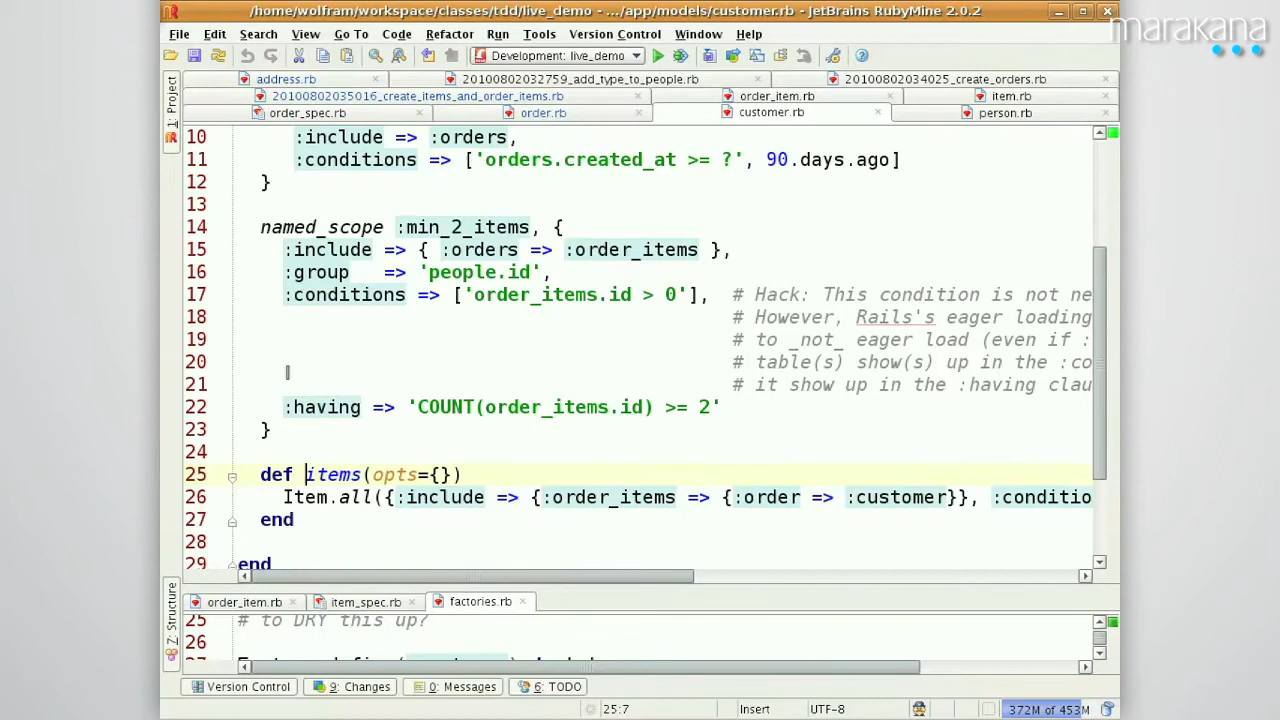 /home/wolfram/workspace/classes/tdd/live_demo - .../app/models/customer.rb - JetBrains RubyMine 2.0.2
marakana
File Edit Search View Go To Code Refactor Run Tools Version Control Window Help
Development: live_demo
address.rb 20100802032759_add_type_to_people.rb 20100802034025_create_orders.rb
20100802035016_create_items_and_order_items.rb order_item.rb item.rb
order_spec.rb order.rb customer.rb person.rb
1: Project
10 :include => :orders,
11 :conditions => ['orders.created_at >= ?', 90.days.ago]
12 }
13
14 named_scope :min_2_items, {
15 :include => { :orders => :order_items },
16 :group => 'people.id',
17 :conditions => ['order_items.id > 0'], # Hack: This condition is not ne
18 # However, Rails's eager loading
19 # to _not_ eager load (even if :
20 # table(s) show(s) up in the :co
21 # it show up in the :having clau
22 :having => 'COUNT(order_items.id) >= 2'
23 }
24
25 def items(opts={})
26 Item.all({:include => {:order_items => {:order => :customer}}, :conditio
27 end
28
29 end
Z: Structure
order_item.rb item_spec.rb factories.rb
25 # to DRY this up?
26
Version Control 9: Changes 0: Messages 6: TODO
25:7 Insert UTF-8 372M of 453M